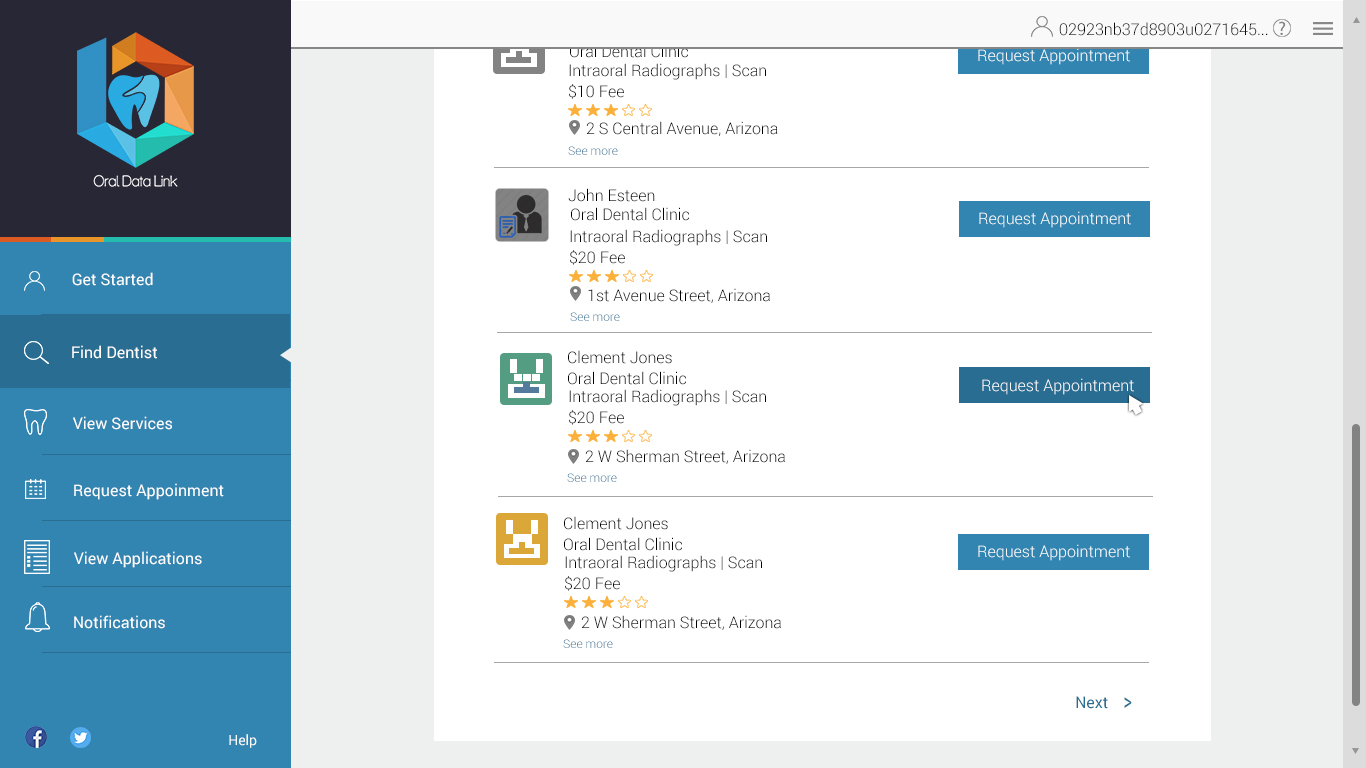 02923nb37d8903u0271645... ?
Oral Data Link
Get Started
Find Dentist
View Services
Request Appoinment
View Applications
Notifications
Help
Oral Dental Clinic
Intraoral Radiographs | Scan
$10 Fee
2 S Central Avenue, Arizona
See more
Request Appointment
John Esteen
Oral Dental Clinic
Intraoral Radiographs | Scan
$20 Fee
1st Avenue Street, Arizona
See more
Request Appointment
Clement Jones
Oral Dental Clinic
Intraoral Radiographs | Scan
$20 Fee
2 W Sherman Street, Arizona
See more
Request Appointment
Clement Jones
Oral Dental Clinic
Intraoral Radiographs | Scan
$20 Fee
2 W Sherman Street, Arizona
See more
Request Appointment
Next >